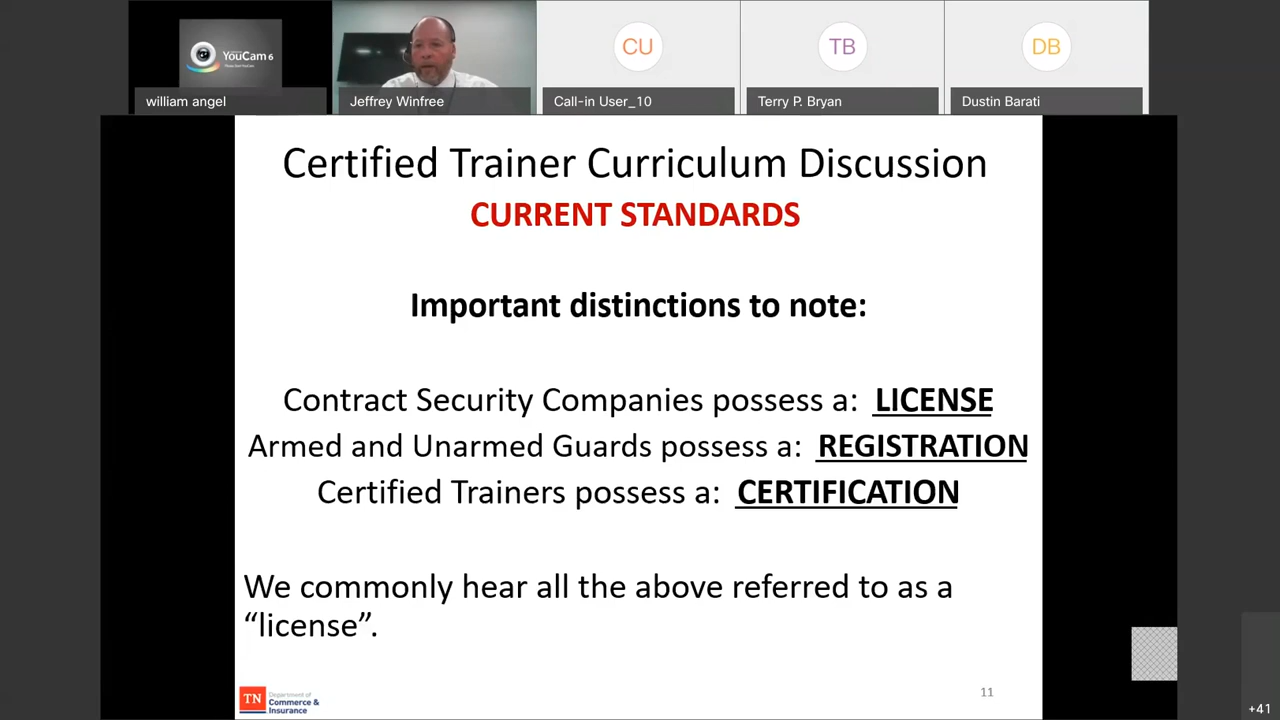 YouCam 6
william angel
Jeffrey Winfree
CU
Call-in User_10
TB
Terry P. Bryan
DB
Dustin Barati
Certified Trainer Curriculum Discussion
CURRENT STANDARDS
Important distinctions to note:
Contract Security Companies possess a: LICENSE
Armed and Unarmed Guards possess a: REGISTRATION
Certified Trainers possess a: CERTIFICATION
We commonly hear all the above referred to as a
“license”.
TN
Department of
Commerce &
Insurance
11
+41